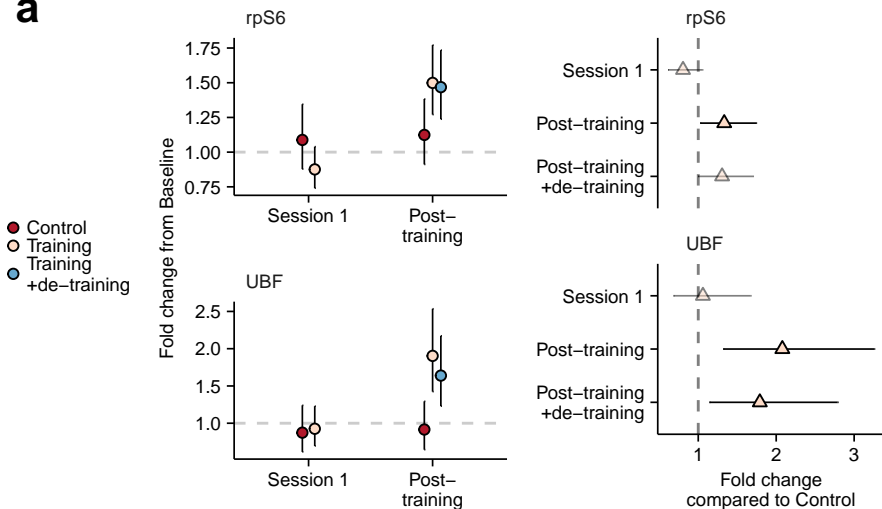 a
rpS6
1.75
1.50
1.25
1.00
0.75
Session 1
Post−
training
Fold change from Baseline
Control
Training
Training
+de−training
UBF
2.5
2.0
1.5
1.0
Session 1
Post−
training
rpS6
Session 1
Post−training
Post−training
+de−training
UBF
Session 1
Post−training
Post−training
+de−training
1
2
3
Fold change
compared to Control